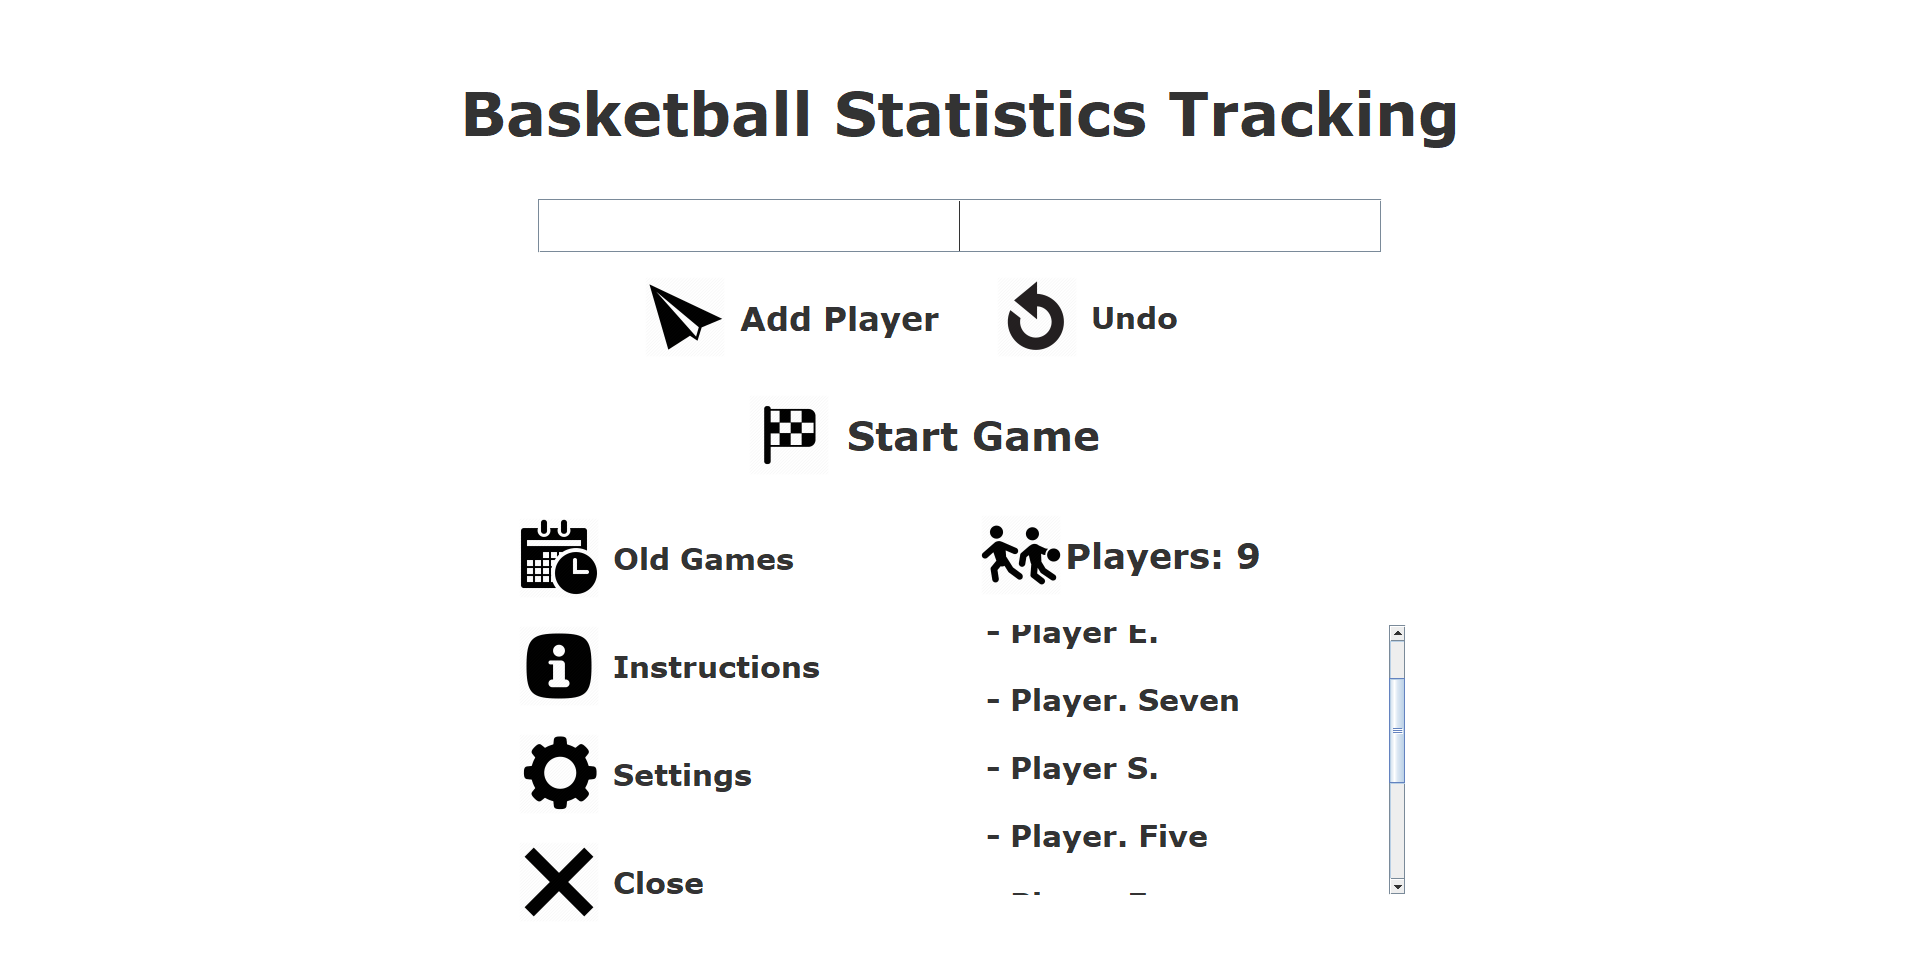 Basketball Statistics Tracking
Add Player
Undo
Start Game
Old Games
Players: 9
Instructions
Settings
Close
- Player E.
- Player. Seven
- Player S.
- Player. Five